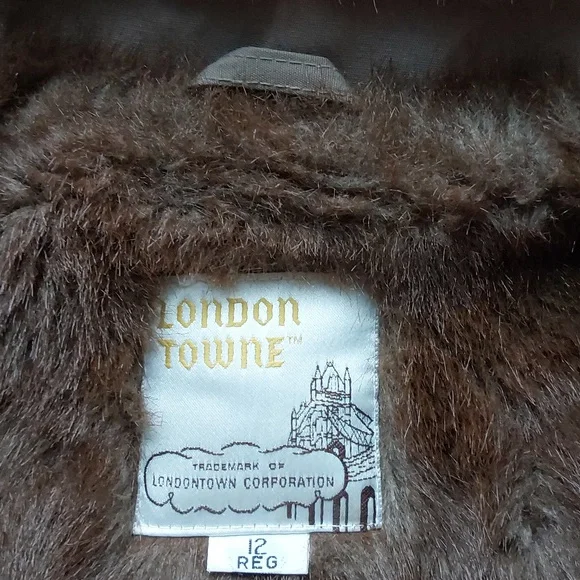 LONDON
TOWNE™
TRADEMARK OF
LONDONTOWN CORPORATION
12
REG